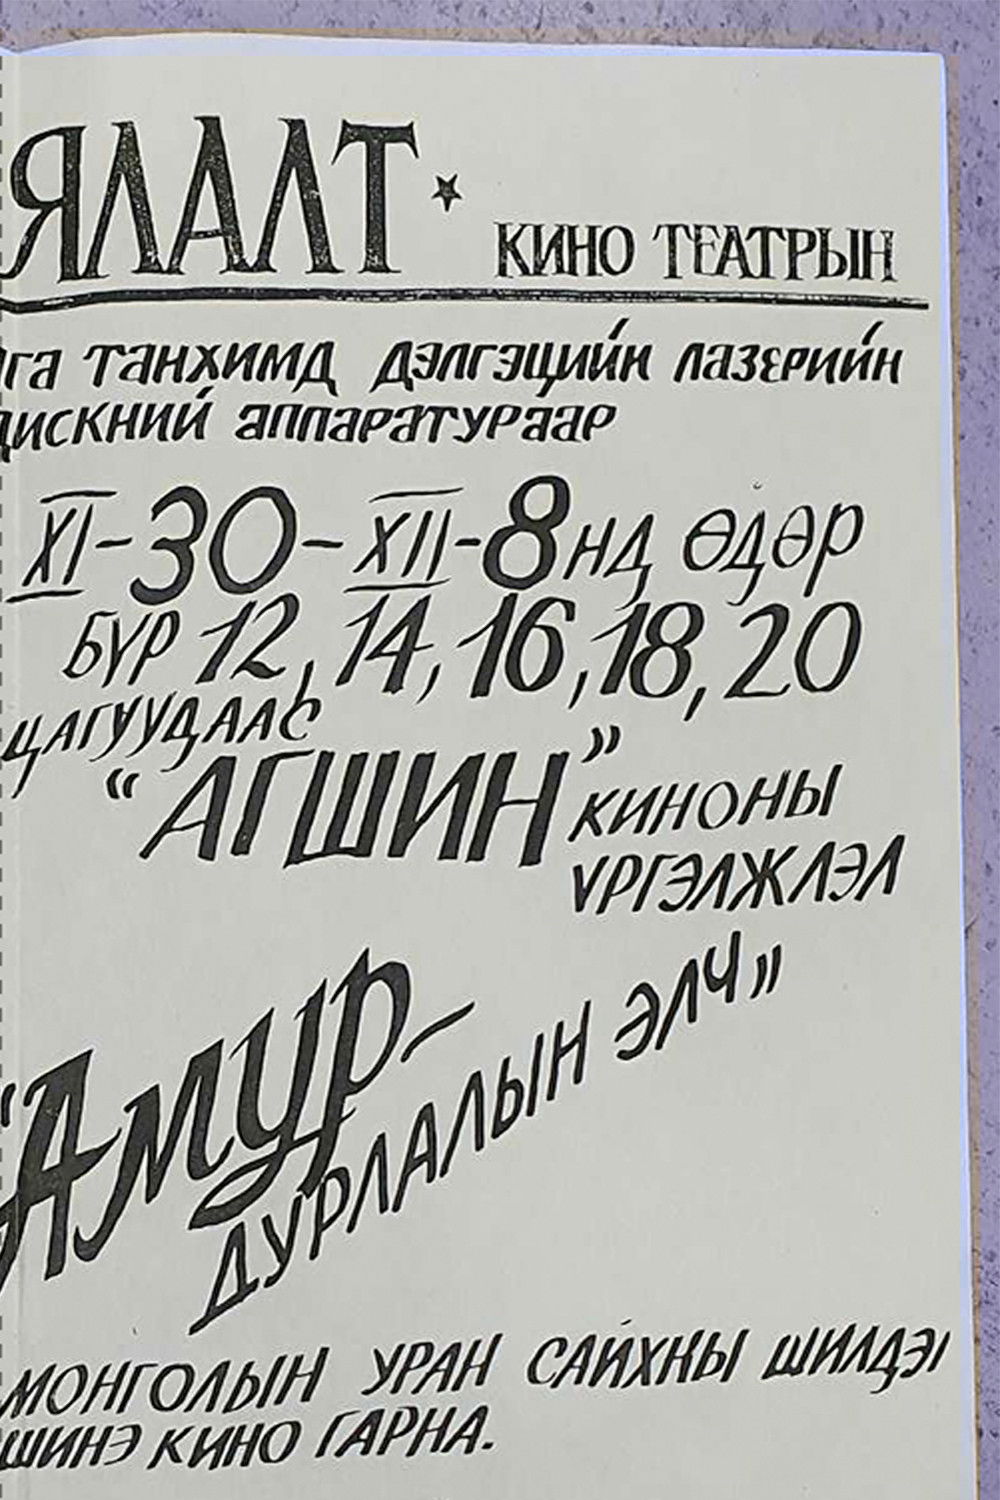 ЯЛАЛТ
КИНО ТЕАТРЫН
танхимд дэлгэцийн лазерийн
дискний аппаратураар
XI-30-XII-8НД ӨДӨР
БҮР 12, 14, 16, 18, 20
ЦАГУУДААС
"АГШИН" КИНОНЫ
ҮРГЭЛЖЛЭЛ
"Амур-
ДУРЛАЛЫН ЭЛЧ"
МОНГОЛЫН УРАН САЙХНЫ ШИЛДЭГ
ШИНЭ КИНО ГАРНА.